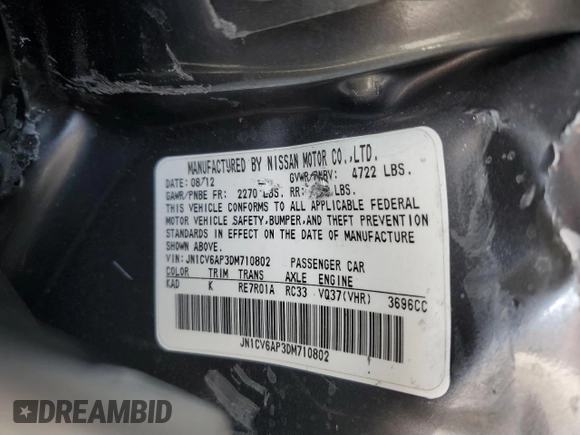 MANUFACTURED BY NISSAN MOTOR CO.,LTD.
DATE: 08/12 GVWR/PNBV: 4722 LBS.
GAWR/PNBE FR: 2270 LBS. RR: LBS.
THIS VEHICLE CONFORMS TO ALL APPLICABLE FEDERAL
MOTOR VEHICLE SAFETY,BUMPER,AND THEFT PREVENTION
STANDARDS IN EFFECT ON THE DATE OF MANUFACTURE
SHOWN ABOVE.
VIN: JN1CV6AP3DM710802 PASSENGER CAR
COLOR TRIM TRANS AXLE ENGINE
KAD K RE7R01A RC33 VQ37(VHR) 3696CC
JN1CV6AP3DM710802
DREAMBID